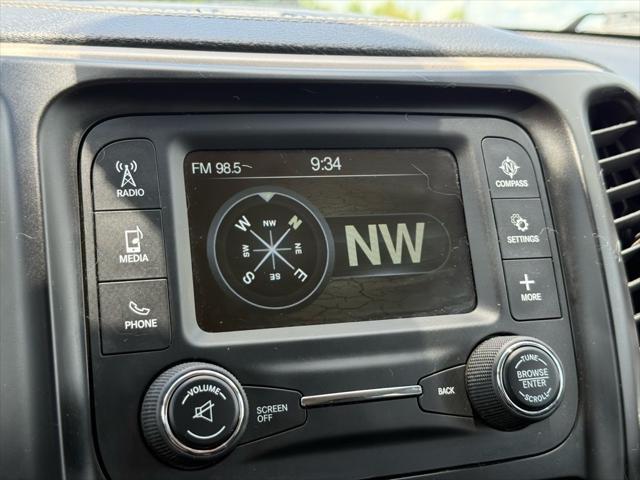 FM 98.5
9:34
RADIO
MEDIA
PHONE
NW
W
N
SW
NE
S
SE
E
NW
COMPASS
SETTINGS
MORE
VOLUME
SCREEN
OFF
BACK
TUNE
BROWSE
ENTER
SCROLL